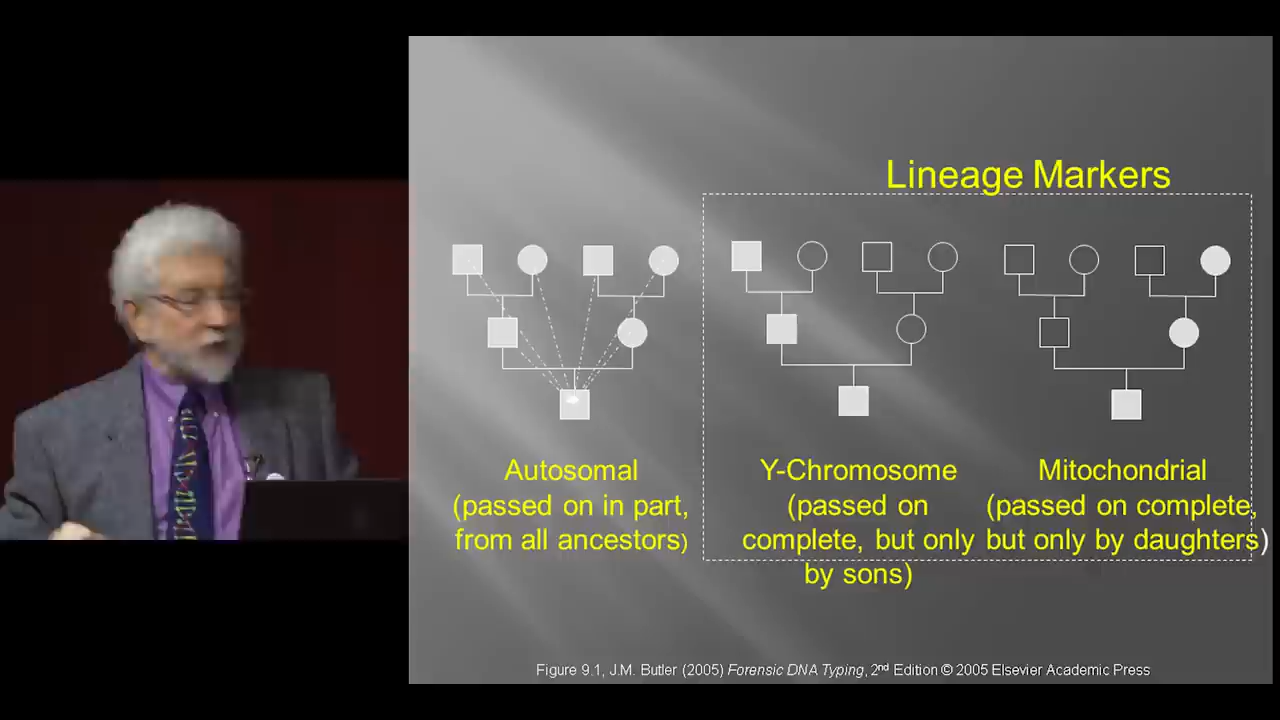 Lineage Markers
Autosomal
(passed on in part,
from all ancestors)
Y-Chromosome
(passed on
complete, but only
by sons)
Mitochondrial
(passed on complete,
but only by daughters)
Figure 9.1, J.M. Butler (2005) Forensic DNA Typing, 2nd Edition © 2005 Elsevier Academic Press